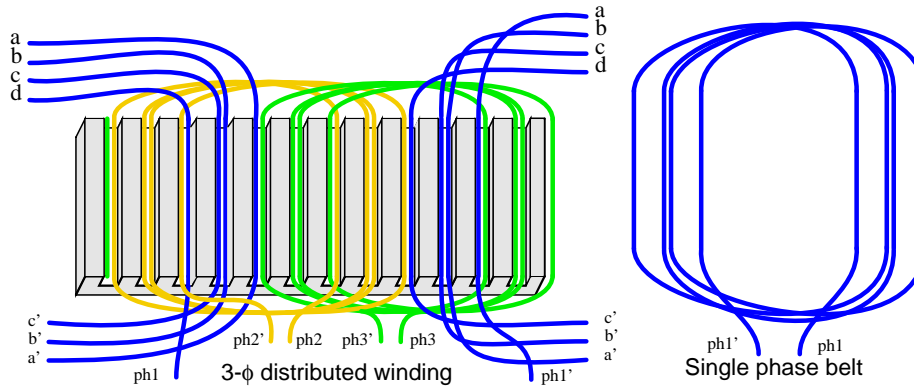 a
b
c
d
a
b
c
d
c'
b'
a'
ph1
ph2'
ph2
ph3'
ph3
3-ϕ distributed winding
c'
b'
a'
ph1'
ph1'
ph1
Single phase belt